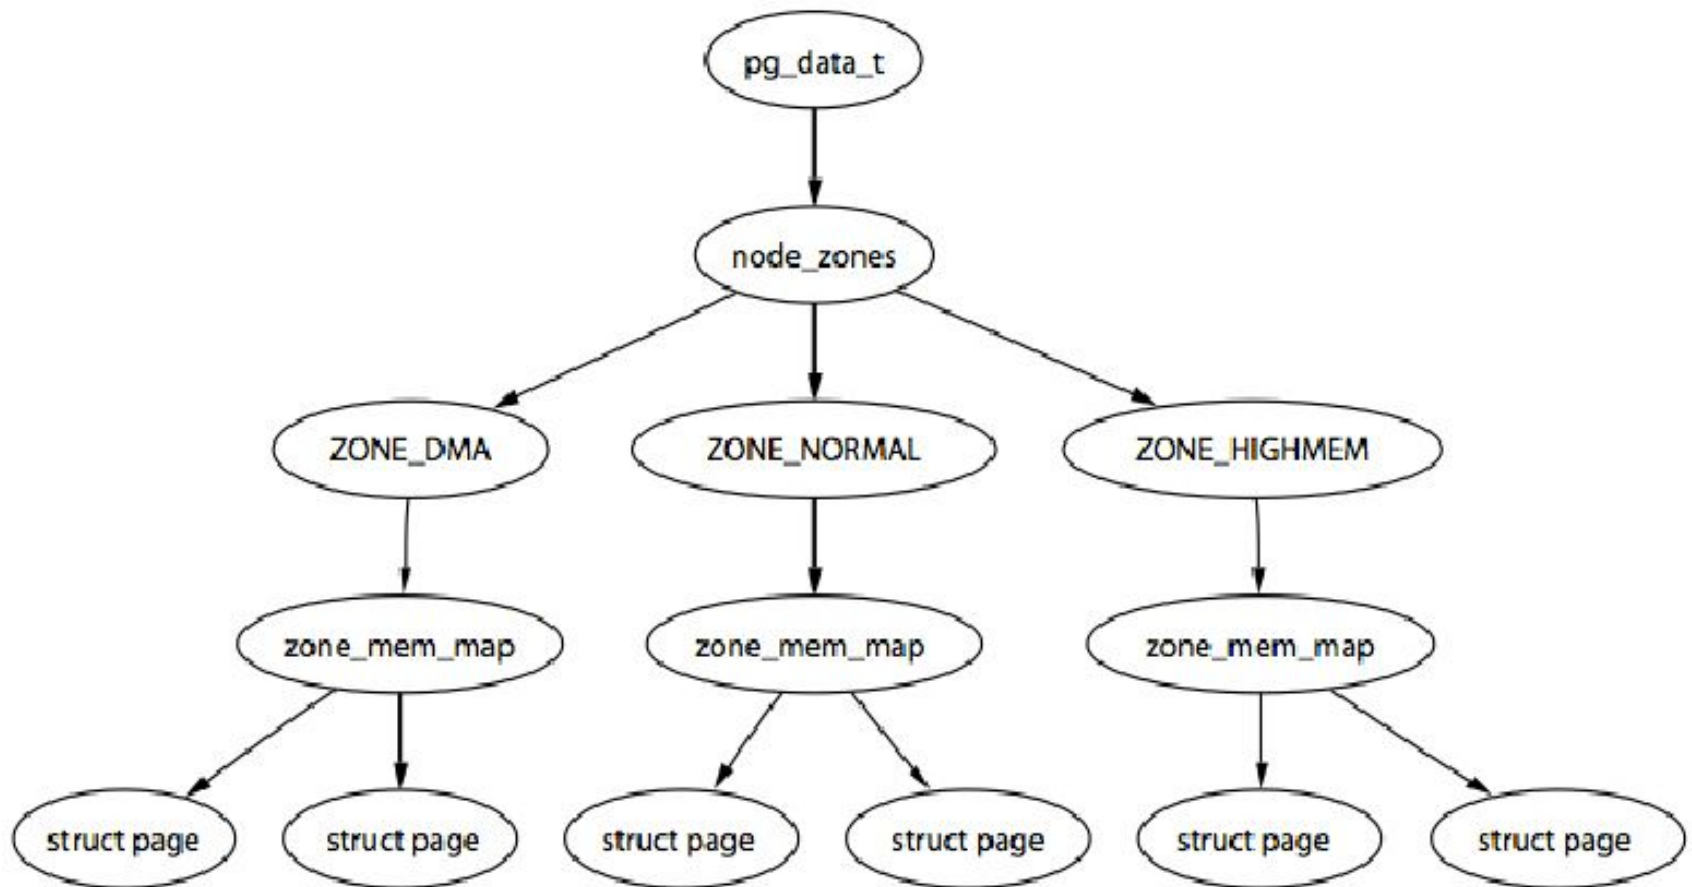 pg_data_t
node_zones
ZONE_DMA
ZONE_NORMAL
ZONE_HIGHMEM
zone_mem_map
zone_mem_map
zone_mem_map
struct page
struct page
struct page
struct page
struct page
struct page